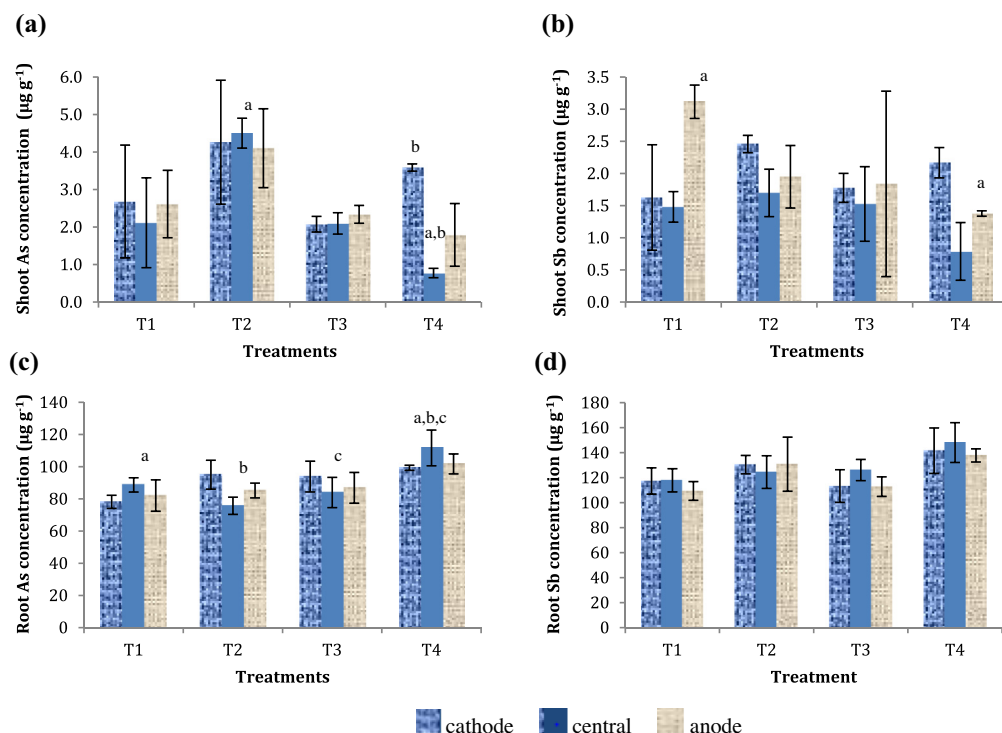 (a)
Shoot As concentration (µg g⁻¹)
6.0
5.0
4.0
3.0
2.0
1.0
0.0
a
b
a,b
T1 T2 T3 T4
Treatments
(b)
Shoot Sb concentration (µg g⁻¹)
3.5
3.0
2.5
2.0
1.5
1.0
0.5
0.0
a
a
T1 T2 T3 T4
Treatments
(c)
Root As concentration (µg g⁻¹)
140
120
100
80
60
40
20
0
a
b
c
a,b,c
T1 T2 T3 T4
Treatments
(d)
Root Sb concentration (µg g⁻¹)
180
160
140
120
100
80
60
40
20
0
T1 T2 T3 T4
Treatment
cathode central anode